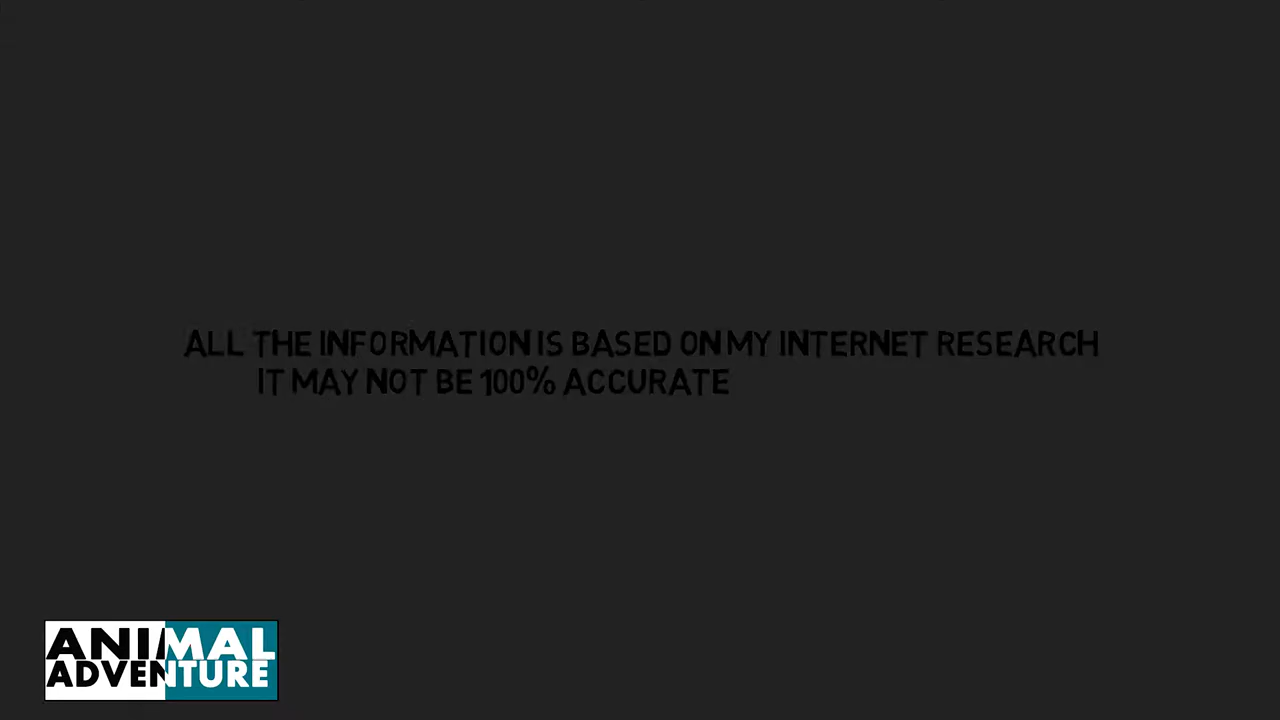 ALL THE INFORMATION IS BASED ON MY INTERNET RESEARCH
IT MAY NOT BE 100% ACCURATE
ANIMAL
ADVENTURE